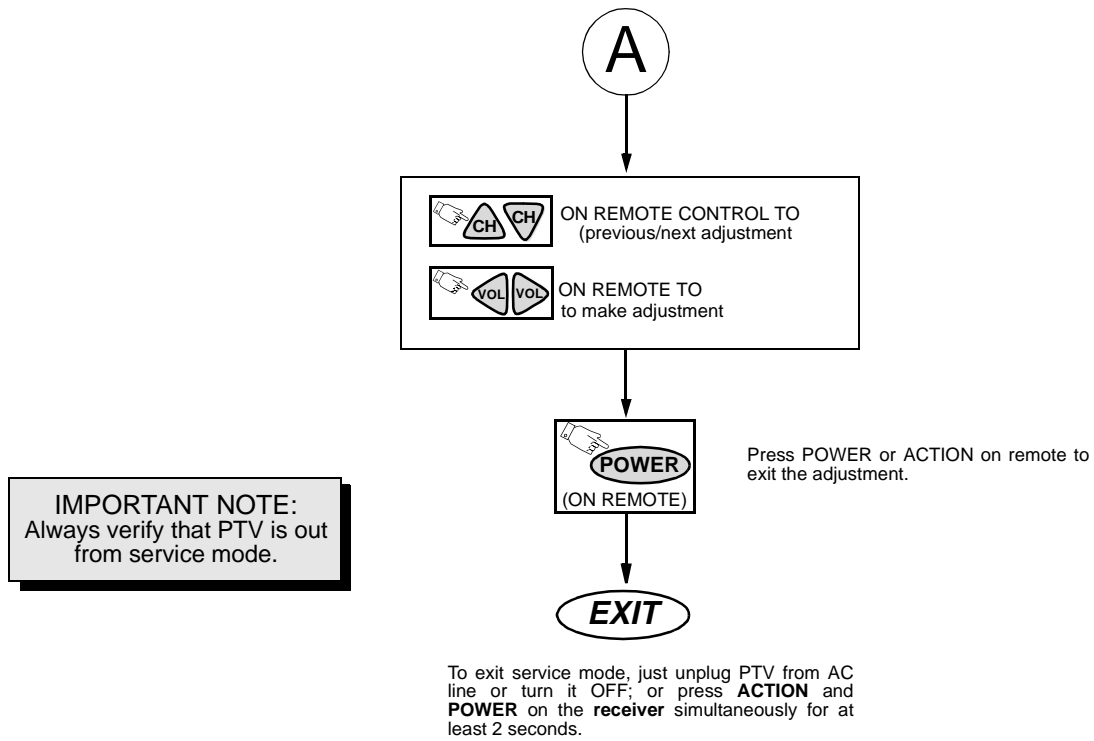 A
CH CH
ON REMOTE CONTROL TO
(previous/next adjustment
VOL VOL
ON REMOTE TO
to make adjustment
POWER
(ON REMOTE)
Press POWER or ACTION on remote to
exit the adjustment.
IMPORTANT NOTE:
Always verify that PTV is out
from service mode.
EXIT
To exit service mode, just unplug PTV from AC
line or turn it OFF; or press ACTION and
POWER on the receiver simultaneously for at
least 2 seconds.